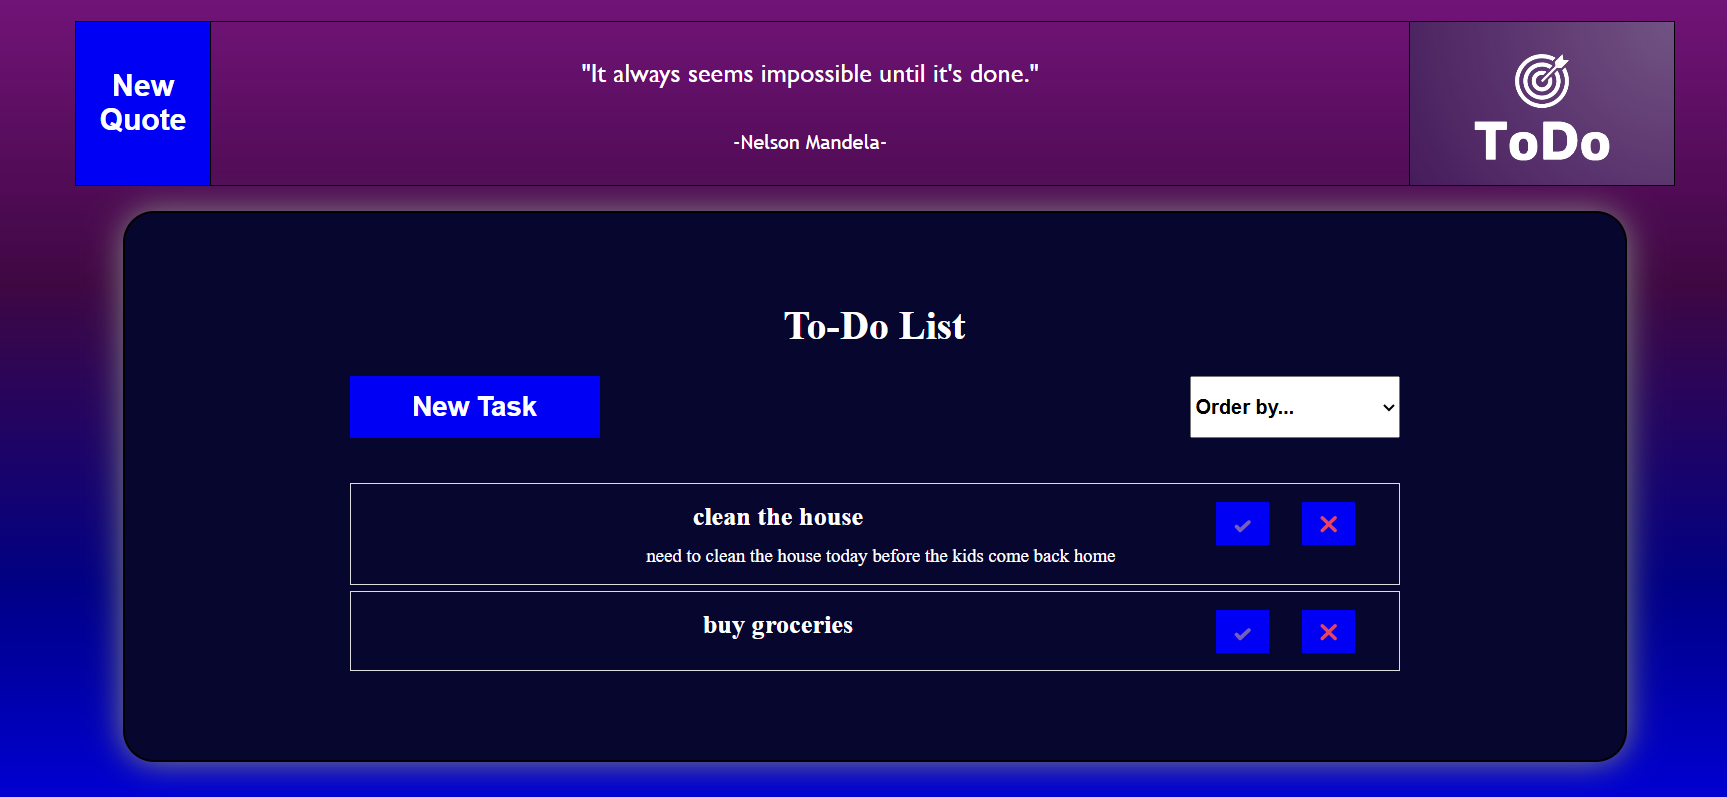 New
Quote
"It always seems impossible until it's done."
-Nelson Mandela-
ToDo
To-Do List
New Task
Order by...
clean the house
need to clean the house today before the kids come back home
buy groceries